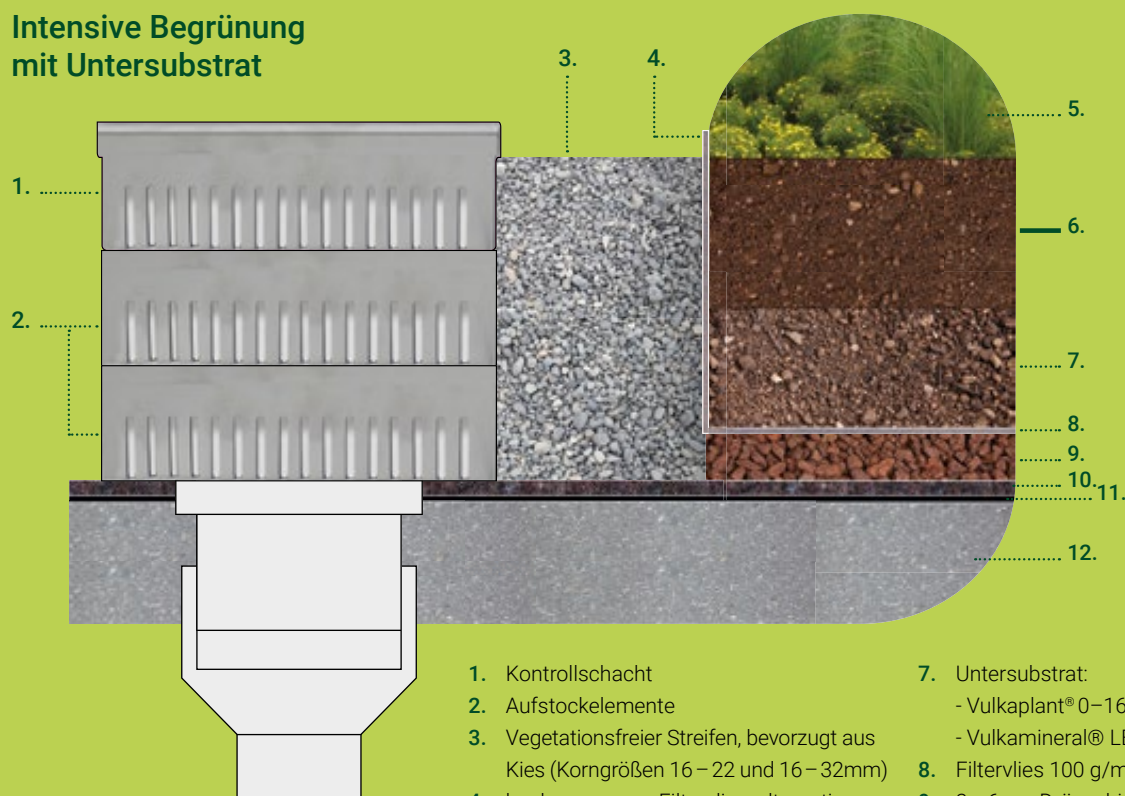 Intensive Begrünung
mit Untersubstrat
3.
4.
5.
1.
6.
2.
7.
8.
9.
10.
11.
12.
1. Kontrollschacht
2. Aufstockelemente
3. Vegetationsfreier Streifen, bevorzugt aus
Kies (Korngrößen 16–22 und 16–32mm)
7. Untersubstrat:
- Vulkaplant® 0–16
- Vulkamineral®
8. Filtervlies 100